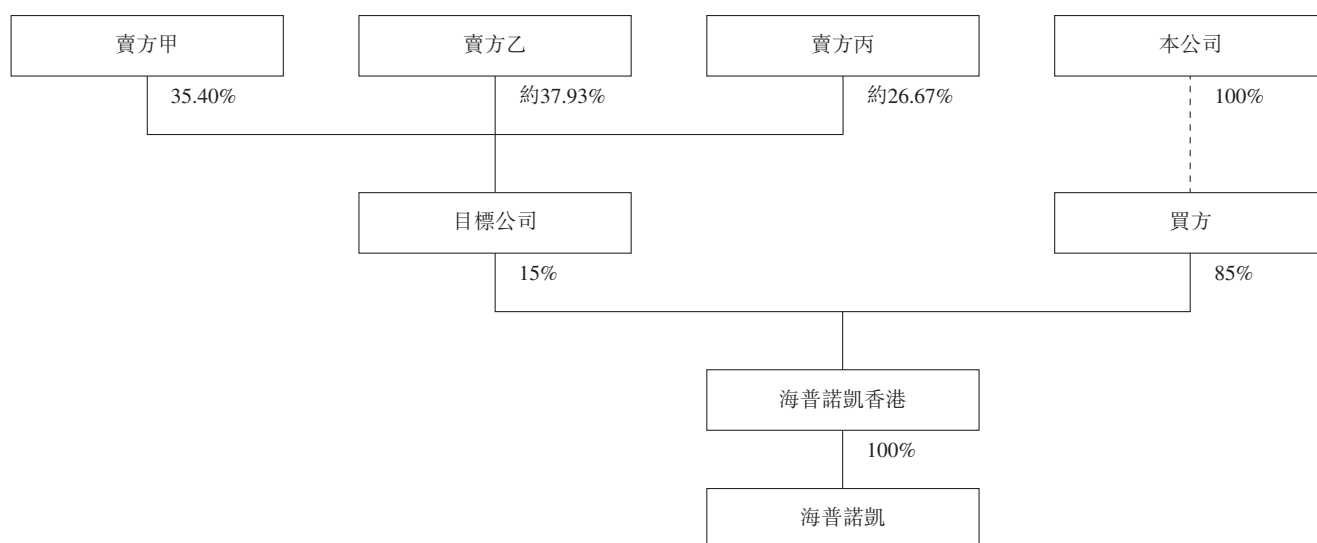 賣方甲
賣方乙
賣方丙
本公司
35.40%
約37.93%
約26.67%
100%
目標公司
買方
15%
85%
海普諾凱香港
100%
海普諾凱